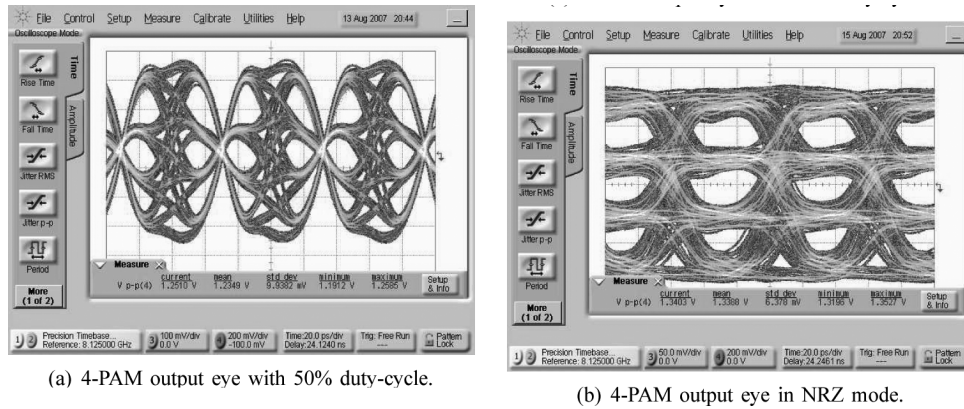 File Control Setup Measure Calibrate Utilities Help 13 Aug 2007 20:44
Oscilloscope Mode
Time
Amplitude
Rise Time
Fall Time
Jitter RMS
Jitter p-p
Period
More
(1 of 2)
Measure
current mean std dev minimum maximum
V p-p(4) 1.2510 V 1.2349 V 9.9382 mV 1.1912 V 1.2585 V
Setup
& Info
1 2 Precision Timebase...
Reference: 8.125000 GHz
3 100 mV/div
0.0 V
4 200 mV/div
-100.0 mV
Time:20.0 ps/div
Delay:24.1240 ns
Trig: Free Run
---
Pattern
Lock
(a) 4-PAM output eye with 50% duty-cycle.
File Control Setup Measure Calibrate Utilities Help 15 Aug 2007 20:52
Oscilloscope Mode
Time
Amplitude
Rise Time
Fall Time
Jitter RMS
Jitter p-p
Period
More
(1 of 2)
Measure
current mean std dev minimum maximum
V p-p(4) 1.3403 V 1.3388 V 6.378 mV 1.3196 V 1.3527 V
Setup
& Info
1 2 Precision Timebase...
Reference: 8.125000 GHz
3 50.0 mV/div
0.0 V
4 200 mV/div
0.0 V
Time:20.0 ps/div
Delay:24.2461 ns
Trig: Free Run
---
Pattern
Lock
(b) 4-PAM output eye in NRZ mode.